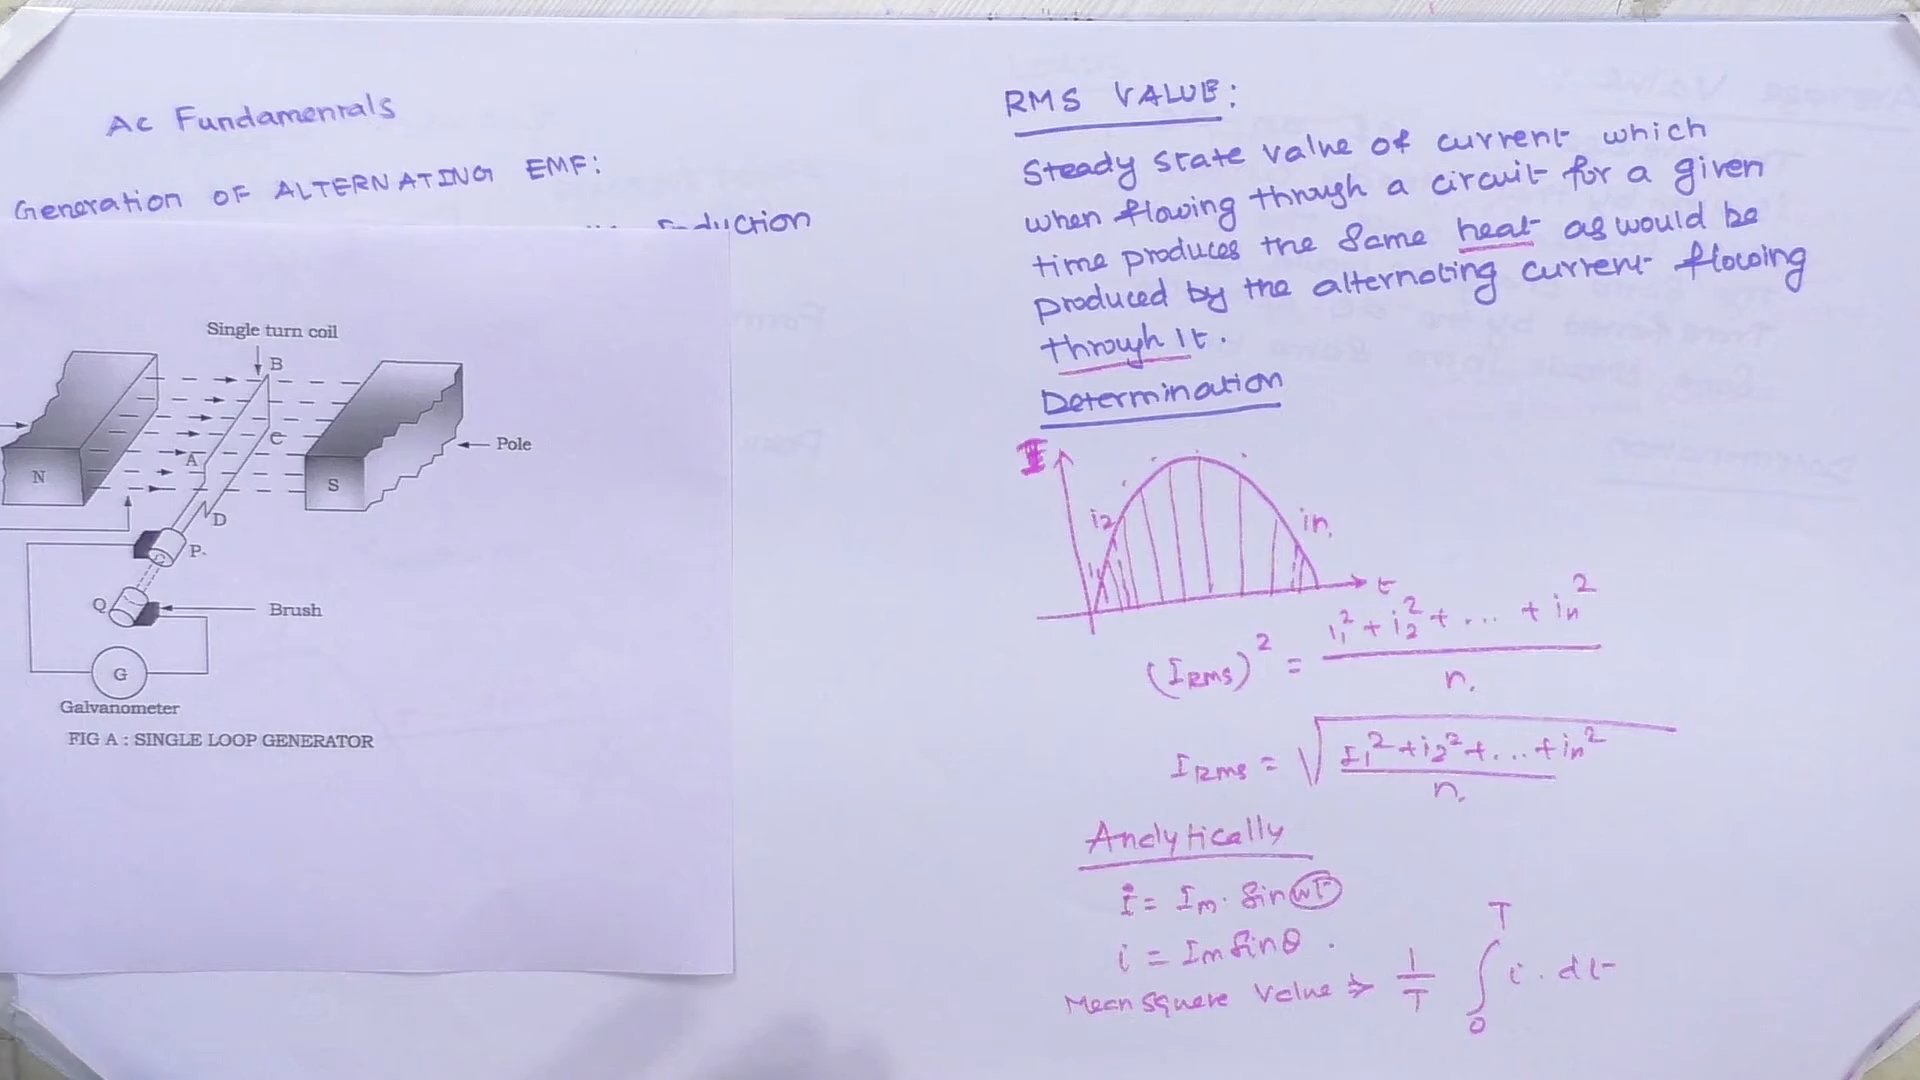 Ac Fundamentals
Generation OF ALTERNATING EMF:
Single turn coil
B
C
A
N
S
Pole
D
P
Q
Brush
G
Galvanometer
FIG A : SINGLE LOOP GENERATOR
RMS VALUE:
Steady state value of current which
when flowing through a circuit for a given
time produces the same heat as would be
produced by the alternating current flowing
through it.
Determination
I
i2
in
t
(IRMS)² = i1² + i2² + ... + in² / n.
IRMS = √ I1² + i2² + ... + in² / n.
Analytically
i = Im. Sin wt
i = Im Sin θ .
Mean square value ⇒ 1/T ∫₀ᵀ i . dt